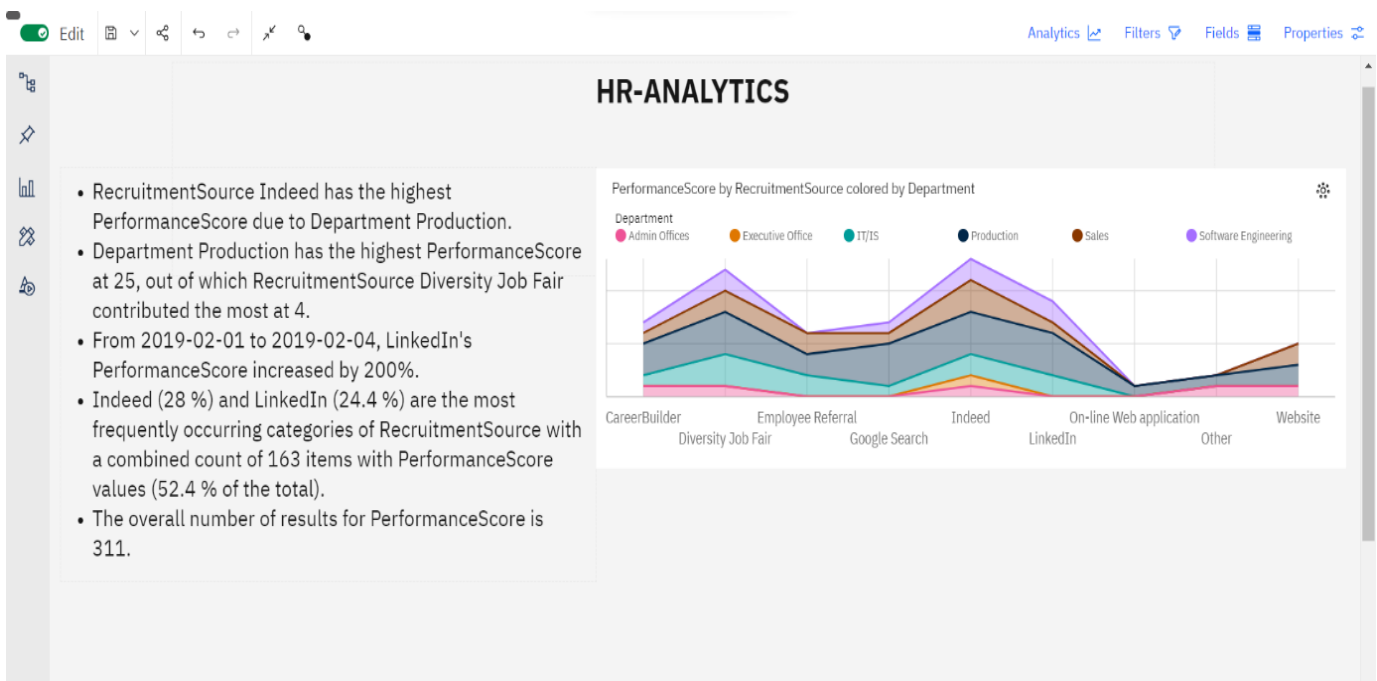 Edit
Analytics Filters Fields Properties
HR-ANALYTICS
• RecruitmentSource Indeed has the highest
PerformanceScore due to Department Production.
• Department Production has the highest PerformanceScore
at 25, out of which RecruitmentSource Diversity Job Fair
contributed the most at 4.
• From 2019-02-01 to 2019-02-04, LinkedIn's
PerformanceScore increased by 200%.
• Indeed (28 %) and LinkedIn (24.4 %) are the most
frequently occurring categories of RecruitmentSource with
a combined count of 163 items with PerformanceScore
values (52.4 % of the total).
• The overall number of results for PerformanceScore is
311.
PerformanceScore by RecruitmentSource colored by Department
Department
Admin Offices Executive Office IT/IS Production Sales Software Engineering
CareerBuilder Employee Referral Indeed On-line Web application Website
Diversity Job Fair Google Search LinkedIn Other